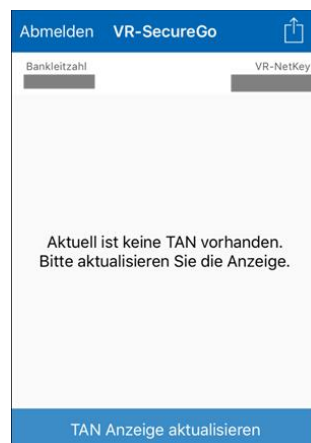 Abmelden VR-SecureGo
Bankleitzahl VR-NetKey
Aktuell ist keine TAN vorhanden.
Bitte aktualisieren Sie die Anzeige.
TAN Anzeige aktualisieren